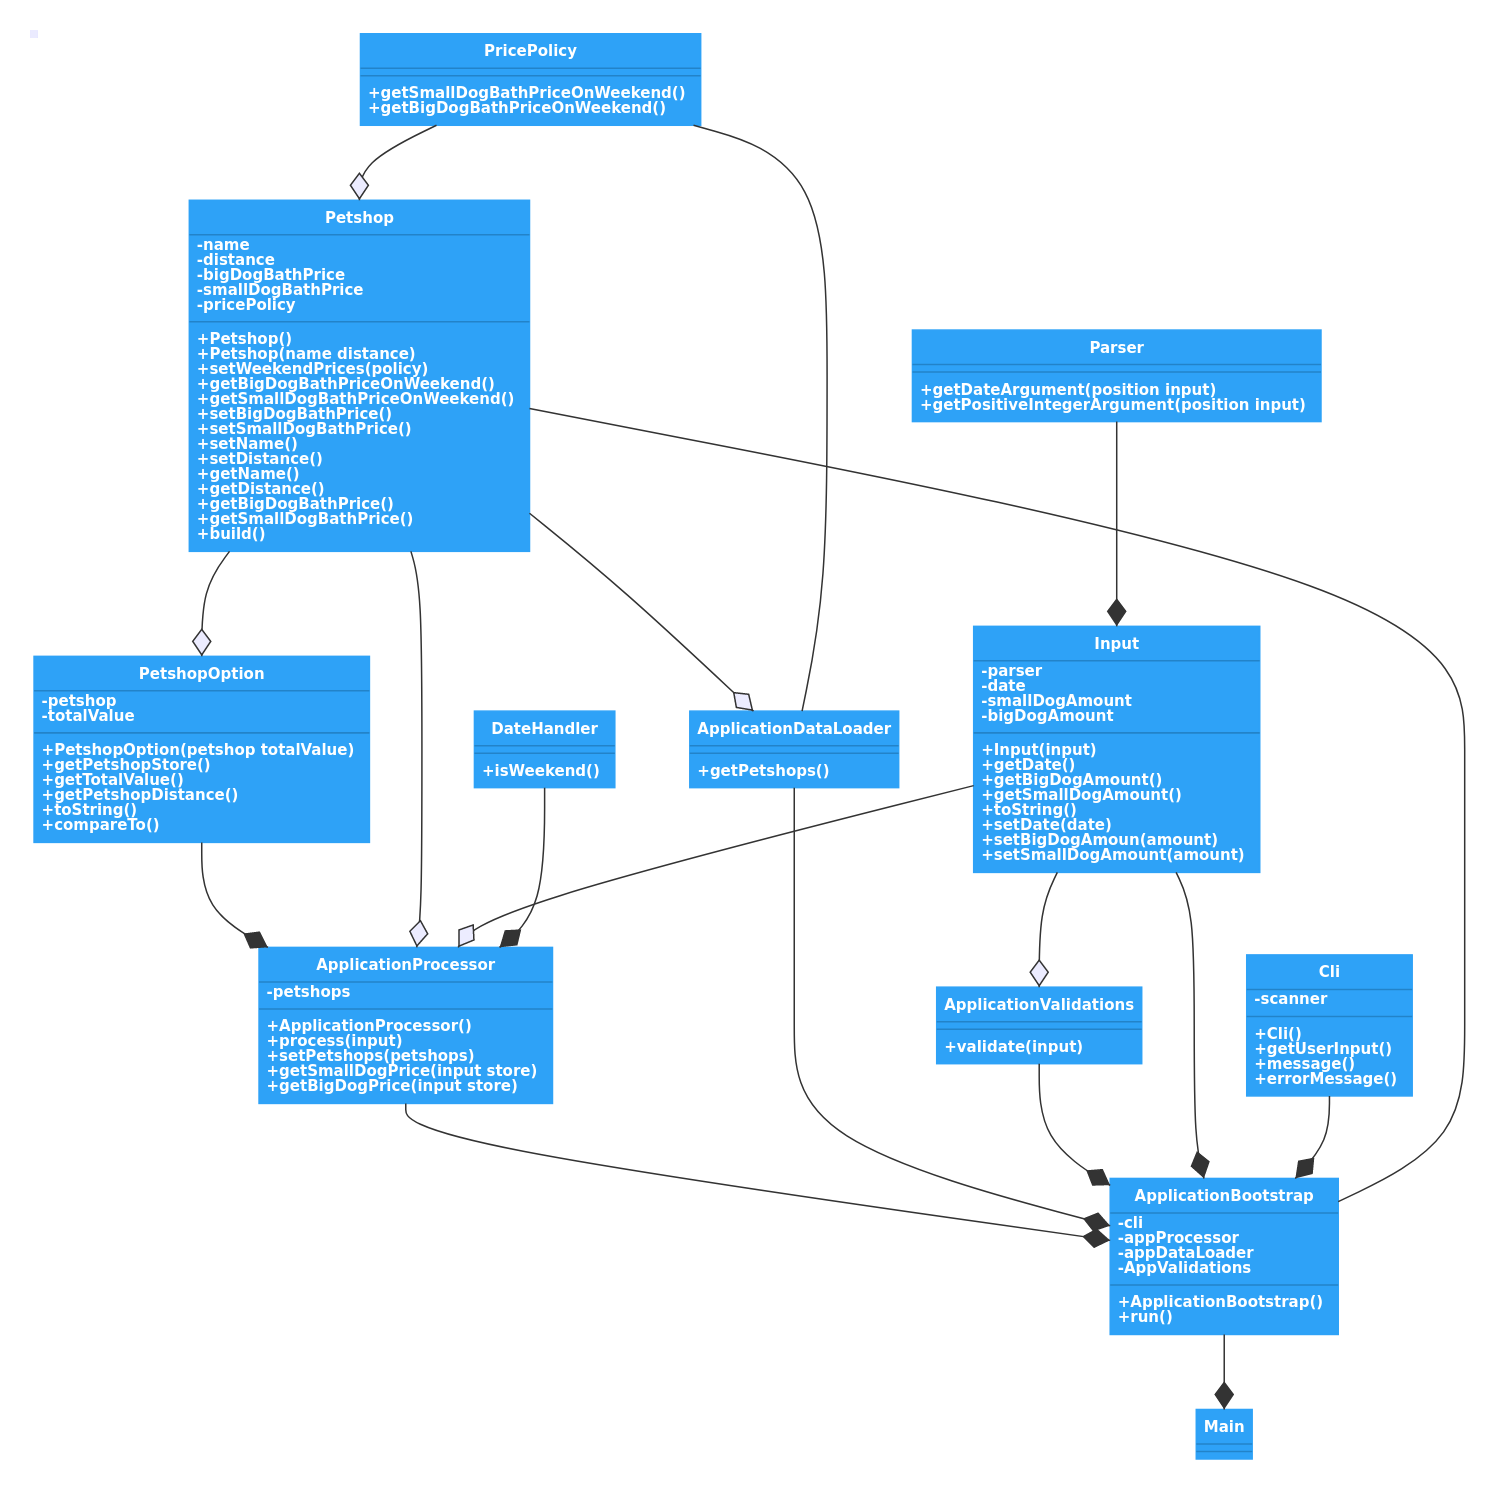 PricePolicy
+getSmallDogBathPriceOnWeekend()
+getBigDogBathPriceOnWeekend()
Petshop
-name
-distance
-bigDogBathPrice
-smallDogBathPrice
-pricePolicy
+Petshop()
+Petshop(name distance)
+setWeekendPrices(policy)
+getBigDogBathPriceOnWeekend()
+getSmallDogBathPriceOnWeekend()
+setBigDogBathPrice()
+setSmallDogBathPrice()
+setName()
+setDistance()
+getName()
+getDistance()
+getBigDogBathPrice()
+getSmallDogBathPrice()
+build()
Parser
+getDateArgument(position input)
+getPositiveIntegerArgument(position input)
PetshopOption
-petshop
-totalValue
+PetshopOption(petshop totalValue)
+getPetshopStore()
+getTotalValue()
+getPetshopDistance()
+toString()
+compareTo()
DateHandler
+isWeekend()
ApplicationDataLoader
+getPetshops()
Input
-parser
-date
-smallDogAmount
-bigDogAmount
+Input(input)
+getDate()
+getBigDogAmount()
+getSmallDogAmount()
+toString()
+setDate(date)
+setBigDogAmoun(amount)
+setSmallDogAmount(amount)
ApplicationProcessor
-petshops
+ApplicationProcessor()
+process(input)
+setPetshops(petshops)
+getSmallDogPrice(input store)
+getBigDogPrice(input store)
ApplicationValidations
+validate(input)
Cli
-scanner
+Cli()
+getUserInput()
+message()
+errorMessage()
ApplicationBootstrap
-cli
-appProcessor
-appDataLoader
-AppValidations
+ApplicationBootstrap()
+run()
Main